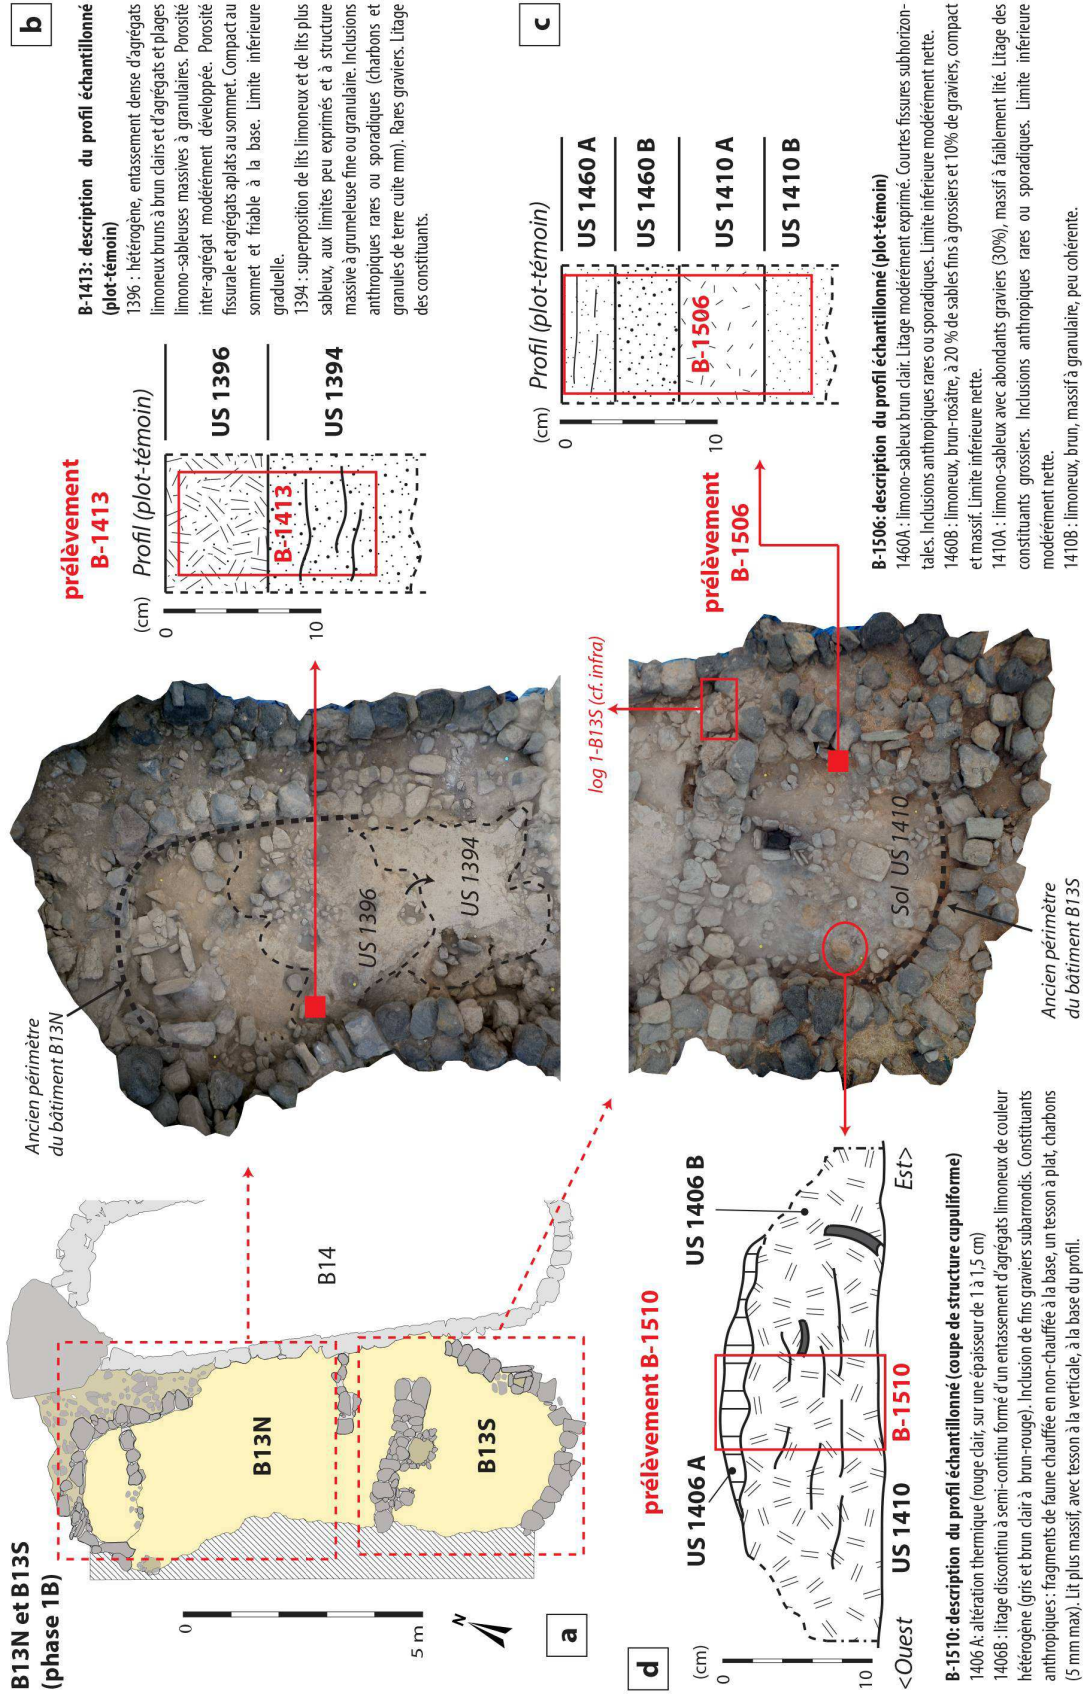 B13N et B13S
(phase 1B)
0
5 m
N
a
B13N
B13S
B14
Ancien périmètre
du bâtiment B13N
US 1396
US 1394
b
prélèvement
B-1413
(cm)
Profil (plot-témoin)
0
10
B-1413
US 1396
US 1394
B-1413: description du profil échantillonné
(plot-témoin)
1396 : hétérogène, entassement dense d'agrégats
limoneux bruns à brun clairs et d'agrégats et plages
limono-sableuses massives à granulaires. Porosité
inter-agrégat modérément développée. Porosité
fissurale et agrégats aplats au sommet. Compact au
sommet et friable à la base. Limite inférieure
graduelle.
1394 : superposition de lits limoneux et de lits plus
sableux, aux limites peu exprimés et à structure
massive à grumeleuse fine ou granulaire. Inclusions
anthropiques rares ou sporadiques (charbons et
granules de terre cuite mm). Rares graviers. Litage
des constituants.
d
prélèvement B-1510
(cm)
0
10
US 1406 A
US 1406 B
US 1410
B-1510
<Ouest
Est>
B-1510: description du profil échantillonné (coupe de structure cupuliforme)
1406 A: altération thermique (rouge clair, sur une épaisseur de 1 à 1,5 cm)
1406B : litage discontinu à semi-continu formé d'un entassement d'agrégats limoneux de couleur
hétérogène (gris et brun clair à brun-rouge). Inclusion de fins graviers subarrondis. Constituants
anthropiques : fragments de faune chauffée en non-chauffée à la base, un tesson à plat, charbons
(5 mm max). Lit plus massif, avec tesson à la verticale, à la base du profil.
log 1-B13S (cf. infra)
Sol US 1410
Ancien périmètre
du bâtiment B13S
c
prélèvement
B-1506
(cm)
Profil (plot-témoin)
0
10
B-1506
US 1460 A
US 1460 B
US 1410 A
US 1410 B
B-1506: description du profil échantillonné (plot-témoin)
1460A : limono-sableux brun clair. Litage modérément exprimé. Courtes fissures subhorizon-
tales. Inclusions anthropiques rares ou sporadiques. Limite inférieure modérément nette.
1460B : limoneux, brun-rosâtre, à 20 % de sables fins à grossiers et 10% de graviers, compact
et massif. Limite inférieure nette.
1410A : limono-sableux avec abondants graviers (30%), massif à faiblement lité. Litage des
constituants grossiers. Inclusions anthropiques rares ou sporadiques. Limite inférieure
modérément nette.
1410B : limoneux, brun, massif à granulaire, peu cohérente.